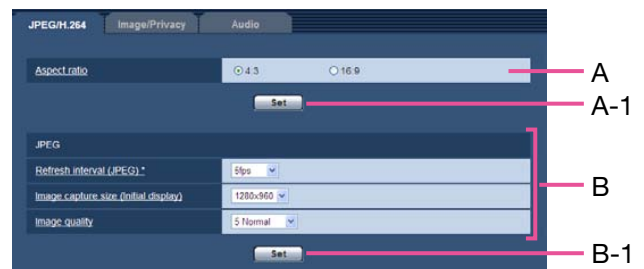 JPEG/H.264 Image/Privacy Audio
Aspect ratio 4:3 16:9 A
Set A-1
JPEG
Refresh interval (JPEG) * 5fps
Image capture size (Initial display) 1280x960 B
Image quality 5 Normal
Set B-1